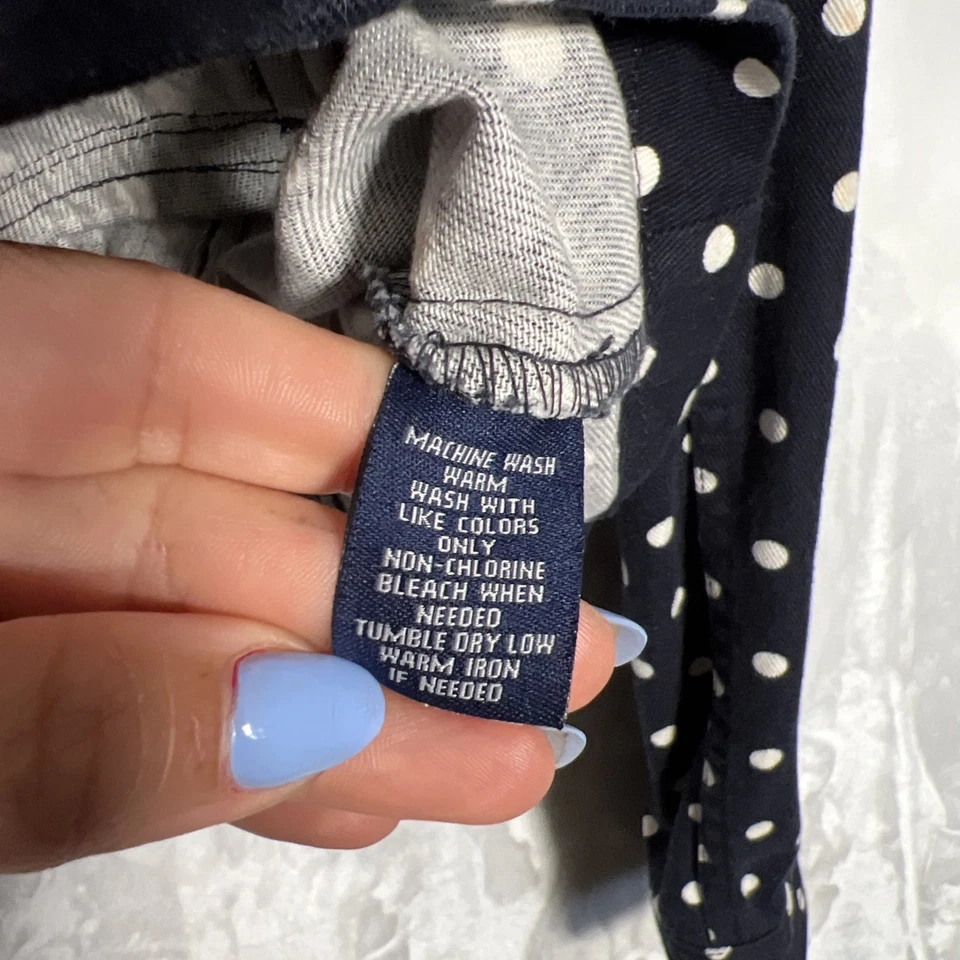 MACHINE WASH
WARM
WASH WITH
LIKE COLORS
ONLY
NON-CHLORINE
BLEACH WHEN
NEEDED
TUMBLE DRY LOW
WARM IRON
IF NEEDED